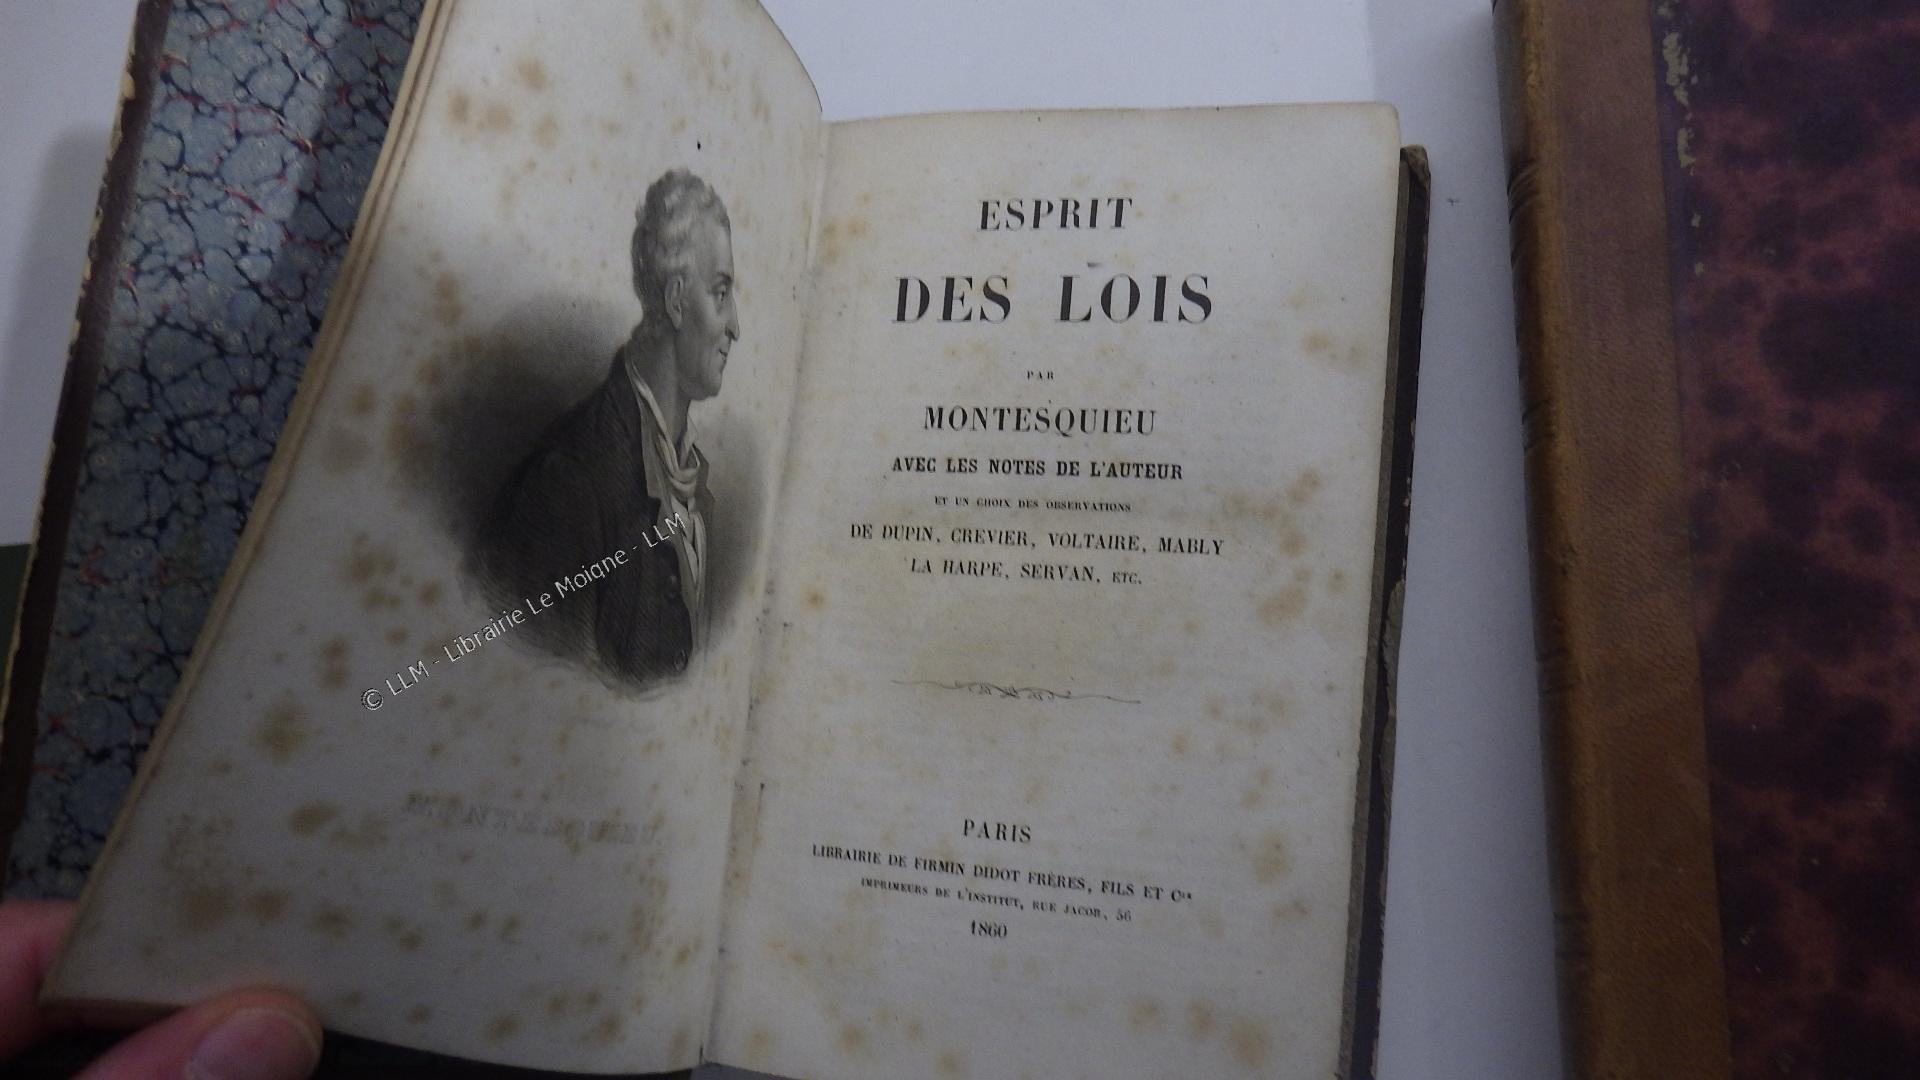 © LLM - Librairie Le Moigne - LLM
MONTESQUIEU
ESPRIT
DES LOIS
PAR
MONTESQUIEU
AVEC LES NOTES DE L'AUTEUR
ET UN CHOIX DES OBSERVATIONS
DE DUPIN, CREVIER, VOLTAIRE, MABLY
LA HARPE, SERVAN, ETC.
PARIS
LIBRAIRIE DE FIRMIN DIDOT FRÈRES, FILS ET Cie
IMPRIMEURS DE L'INSTITUT, RUE JACOB, 56
1860